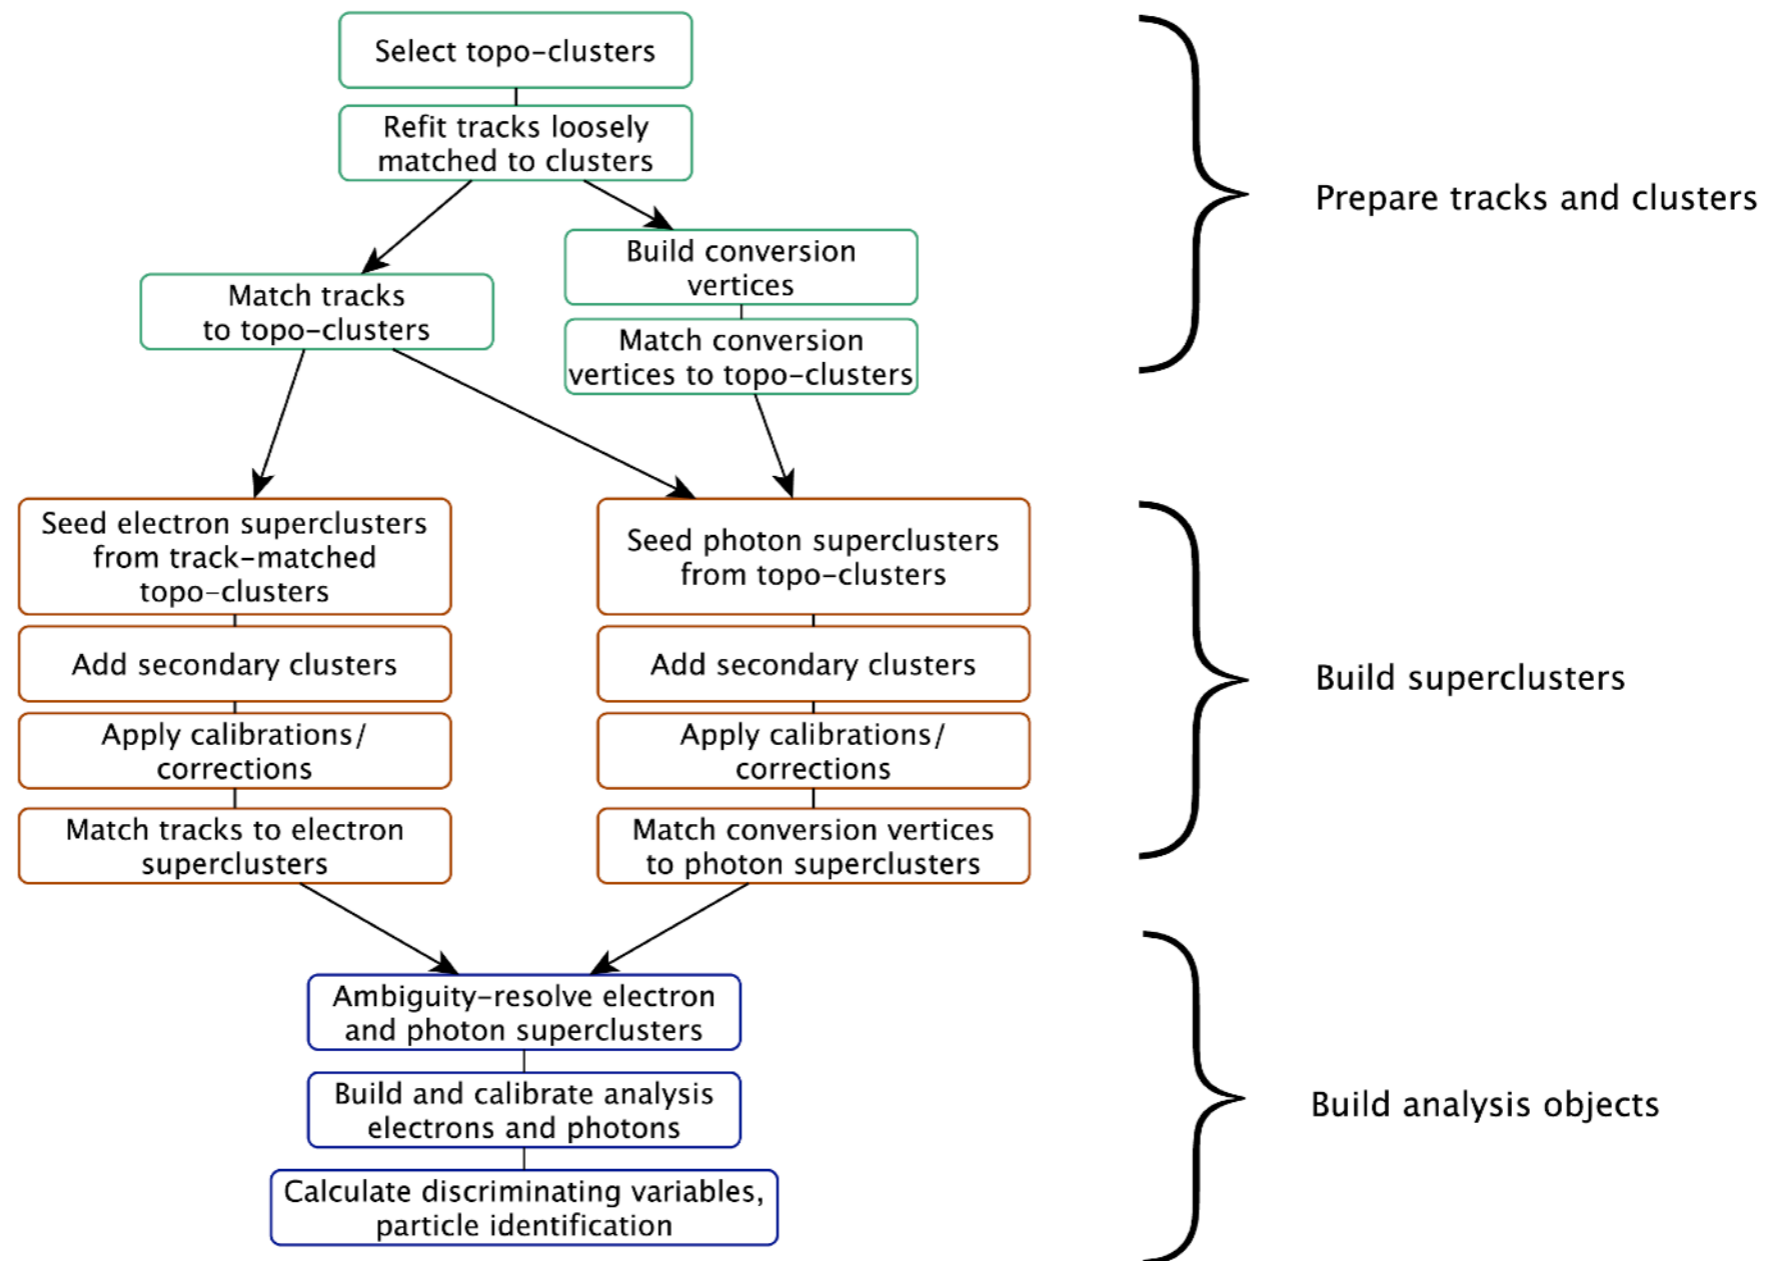 Select topo-clusters
Refit tracks loosely
matched to clusters
Prepare tracks and clusters
Build conversion
vertices
Match tracks
to topo-clusters
Match conversion
vertices to topo-clusters
Seed electron superclusters
from track-matched
topo-clusters
Seed photon superclusters
from topo-clusters
Add secondary clusters
Add secondary clusters
Build superclusters
Apply calibrations/
corrections
Apply calibrations/
corrections
Match tracks to electron
superclusters
Match conversion vertices
to photon superclusters
Ambiguity-resolve electron
and photon superclusters
Build and calibrate analysis
electrons and photons
Build analysis objects
Calculate discriminating variables,
particle identification